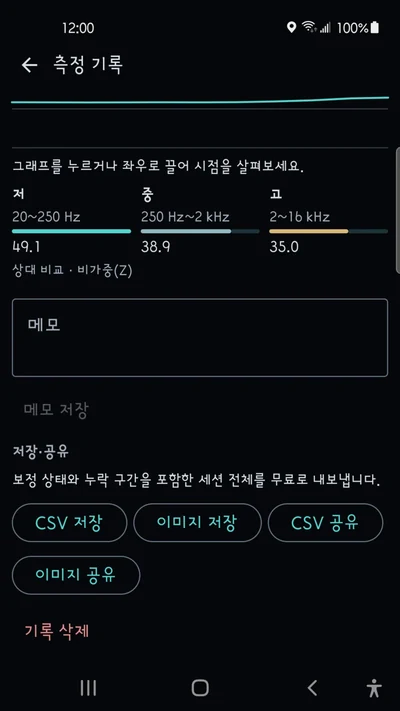 12:00 100%
측정 기록
그래프를 누르거나 좌우로 끌어 시점을 살펴보세요.
저 중 고
20~250 Hz 250 Hz~2 kHz 2~16 kHz
49.1 38.9 35.0
상대 비교 · 비가중(Z)
메모
메모 저장
저장·공유
보정 상태와 누락 구간을 포함한 세션 전체를 무료로 내보냅니다.
CSV 저장 이미지 저장 CSV 공유
이미지 공유
기록 삭제